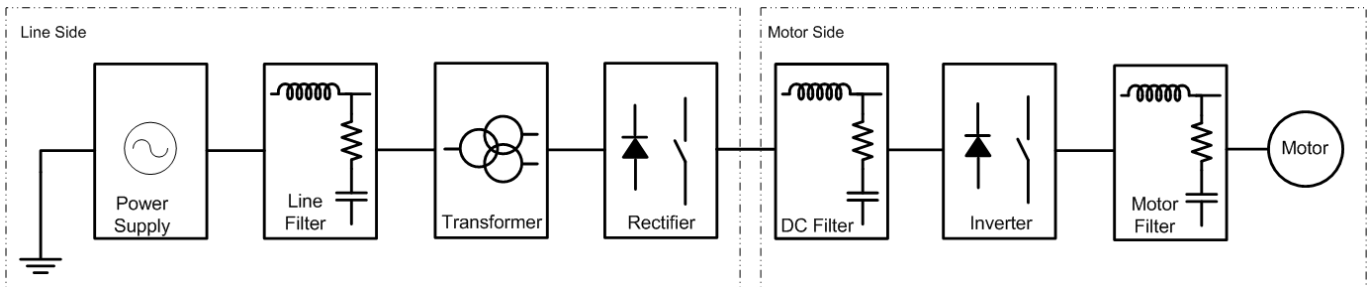 Line Side
Motor Side
Power
Supply
Line
Filter
Transformer
Rectifier
DC Filter
Inverter
Motor
Filter
Motor